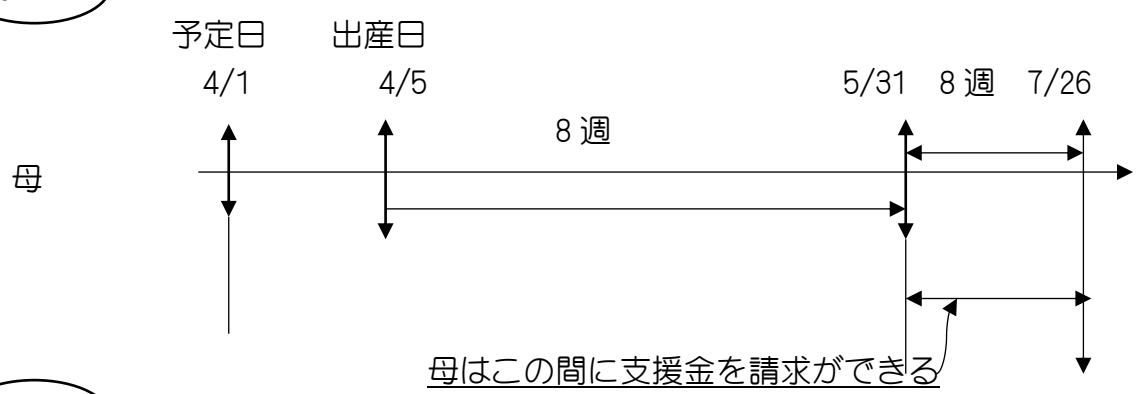 予定日 出産日
4/1 4/5 5/31 8週 7/26
8週
母
母はこの間に支援金を請求ができる